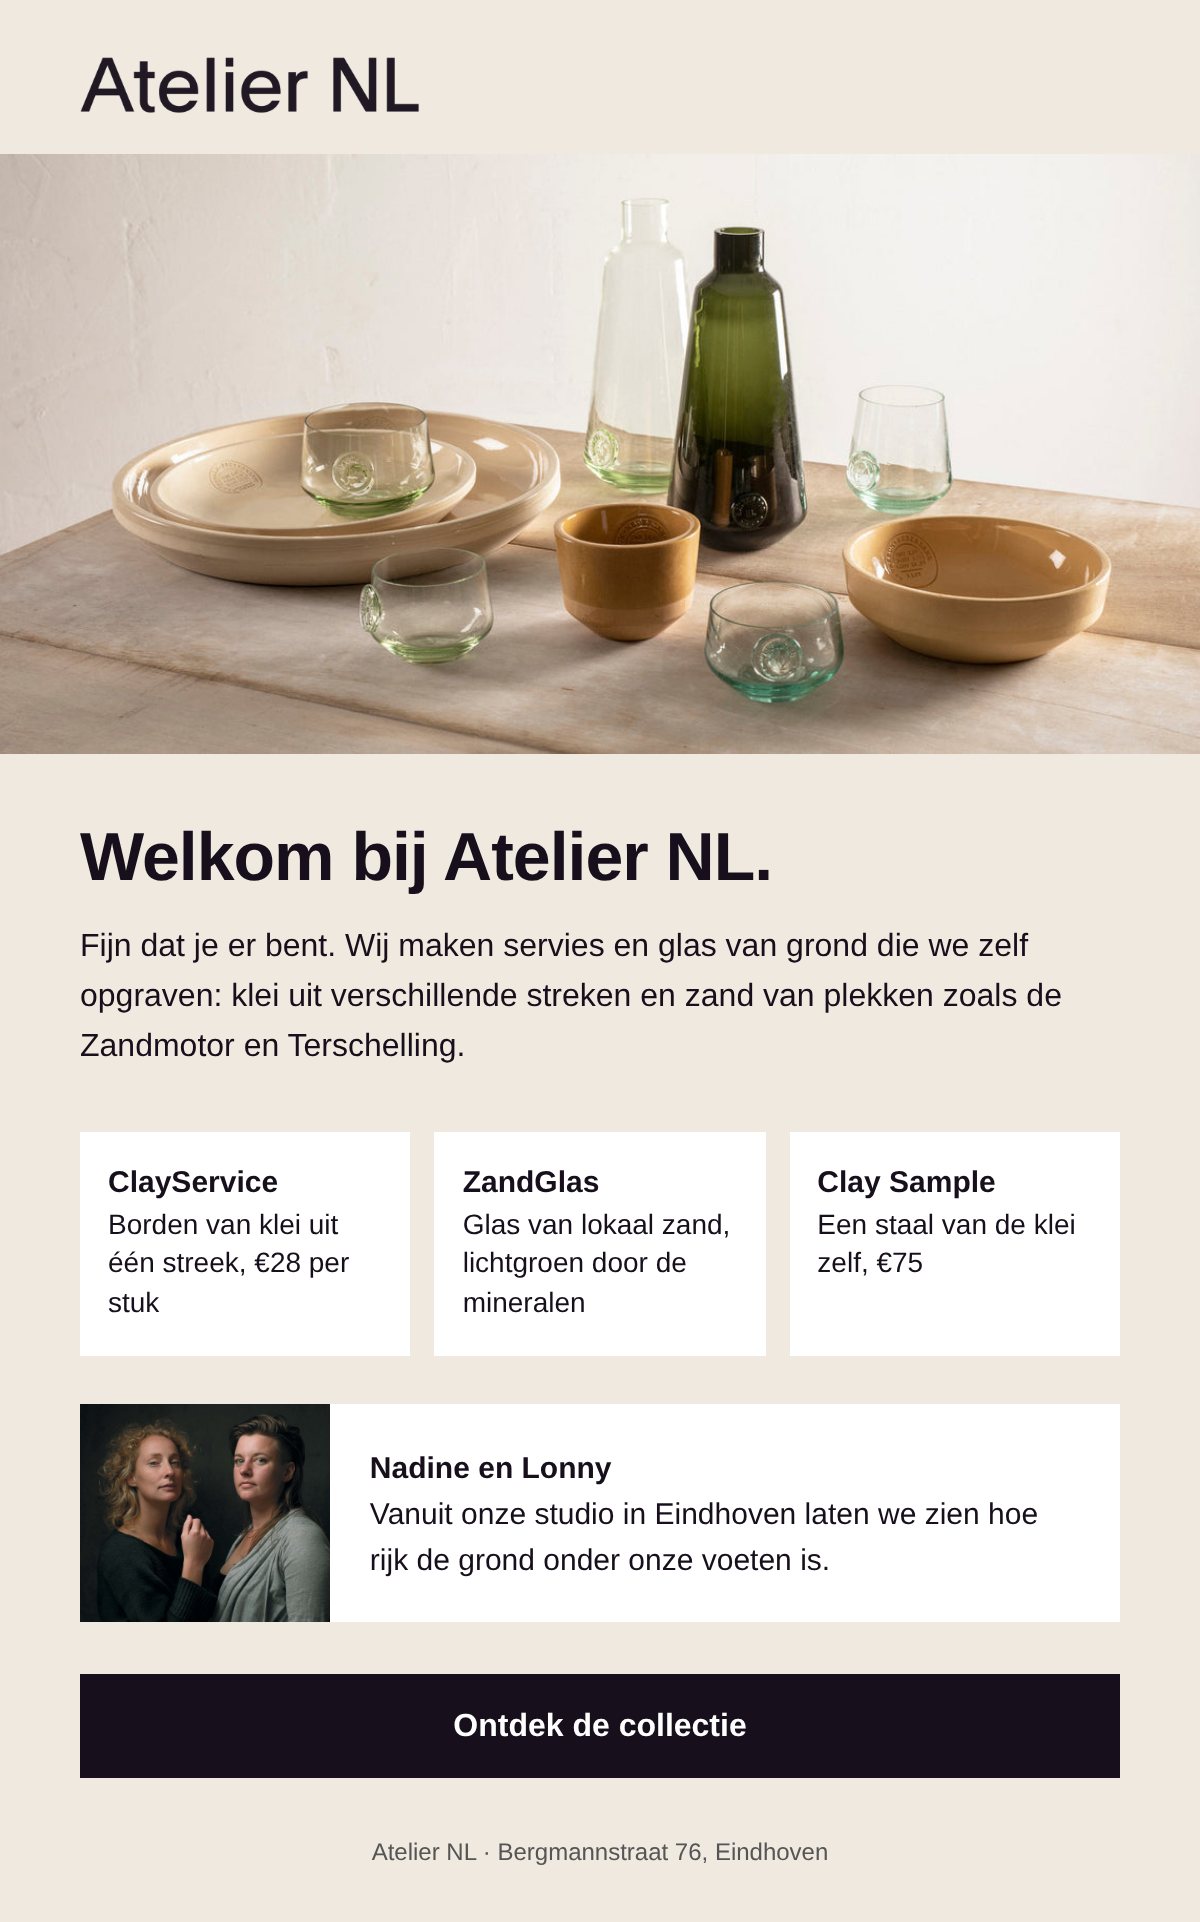 Atelier NL
Welkom bij Atelier NL.
Fijn dat je er bent. Wij maken servies en glas van grond die we zelf
opgraven: klei uit verschillende streken en zand van plekken zoals de
Zandmotor en Terschelling.
ClayService
Borden van klei uit
één streek, €28 per
stuk
ZandGlas
Glas van lokaal zand,
lichtgroen door de
mineralen
Clay Sample
Een staal van de klei
zelf, €75
Nadine en Lonny
Vanuit onze studio in Eindhoven laten we zien hoe
rijk de grond onder onze voeten is.
Ontdek de collectie
Atelier NL · Bergmannstraat 76, Eindhoven